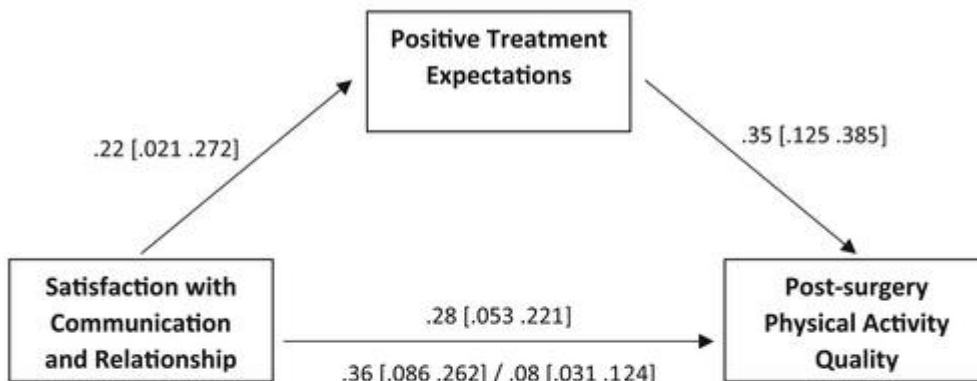 Positive Treatment
Expectations
.22 [.021 .272]
.35 [.125 .385]
Satisfaction with
Communication
and Relationship
.28 [.053 .221]
.36 [.086 .262] / .08 [.031 .124]
Post-surgery
Physical Activity
Quality